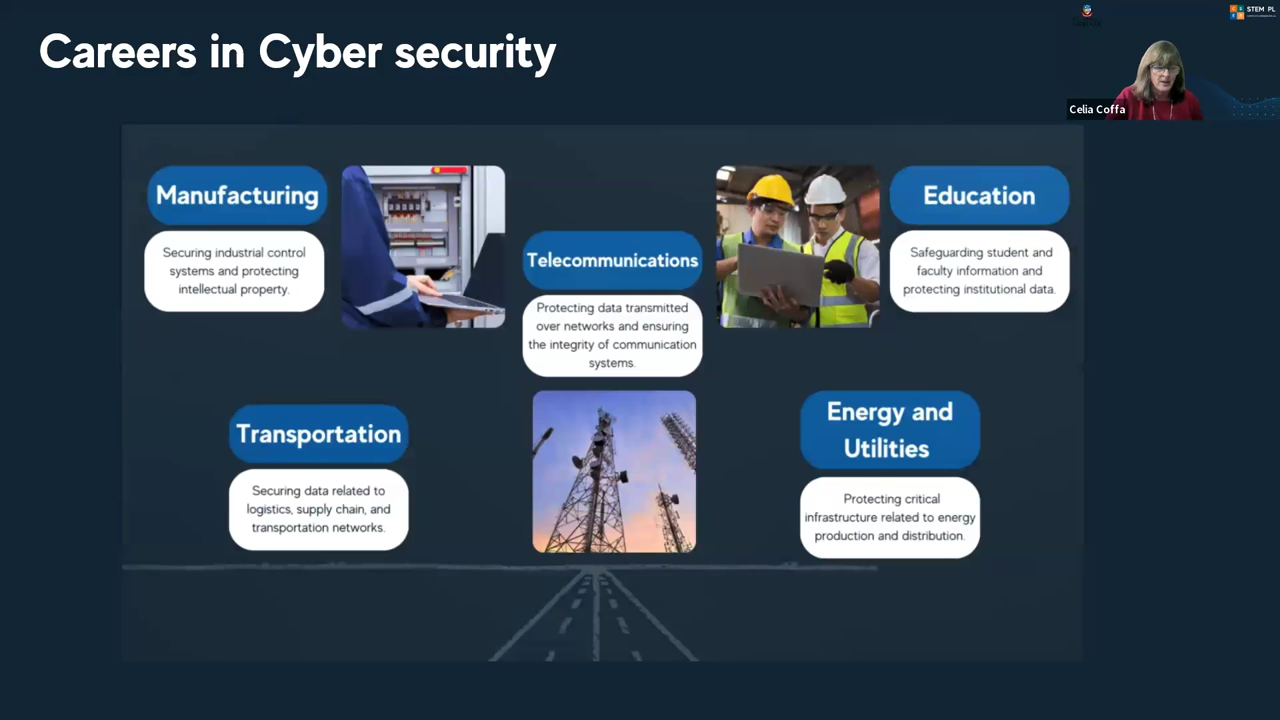 Careers in Cyber security
STEM PL
Celia Coffa
Manufacturing
Securing industrial control
systems and protecting
intellectual property.
Telecommunications
Protecting data transmitted
over networks and ensuring
the integrity of communication
systems.
Education
Safeguarding student and
faculty information and
protecting institutional data.
Transportation
Securing data related to
logistics, supply chain, and
transportation networks.
Energy and
Utilities
Protecting critical
infrastructure related to energy
production and distribution.